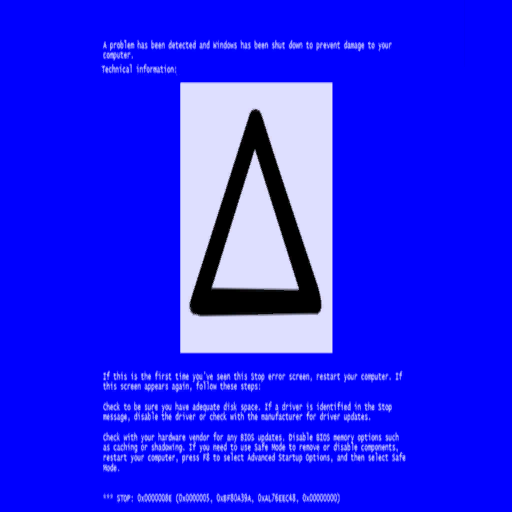 A problem has been detected and Windows has been shut down to prevent damage to your
computer.
Technical information:
Δ
If this is the first time you've seen this Stop error screen, restart your computer. If
this screen appears again, follow these steps:
Check to be sure you have adequate disk space. If a driver is identified in the Stop
message, disable the driver or check with the manufacturer for driver updates.
Check with your hardware vendor for any BIOS updates. Disable BIOS memory options such
as caching or shadowing. If you need to use Safe Mode to remove or disable components,
restart your computer, press F8 to select Advanced Startup Options, and then select Safe
Mode.
*** STOP: 0x0000008E (0x0000005, 0xBF80A39A, 0xAL76EEC48, 0x00000000)